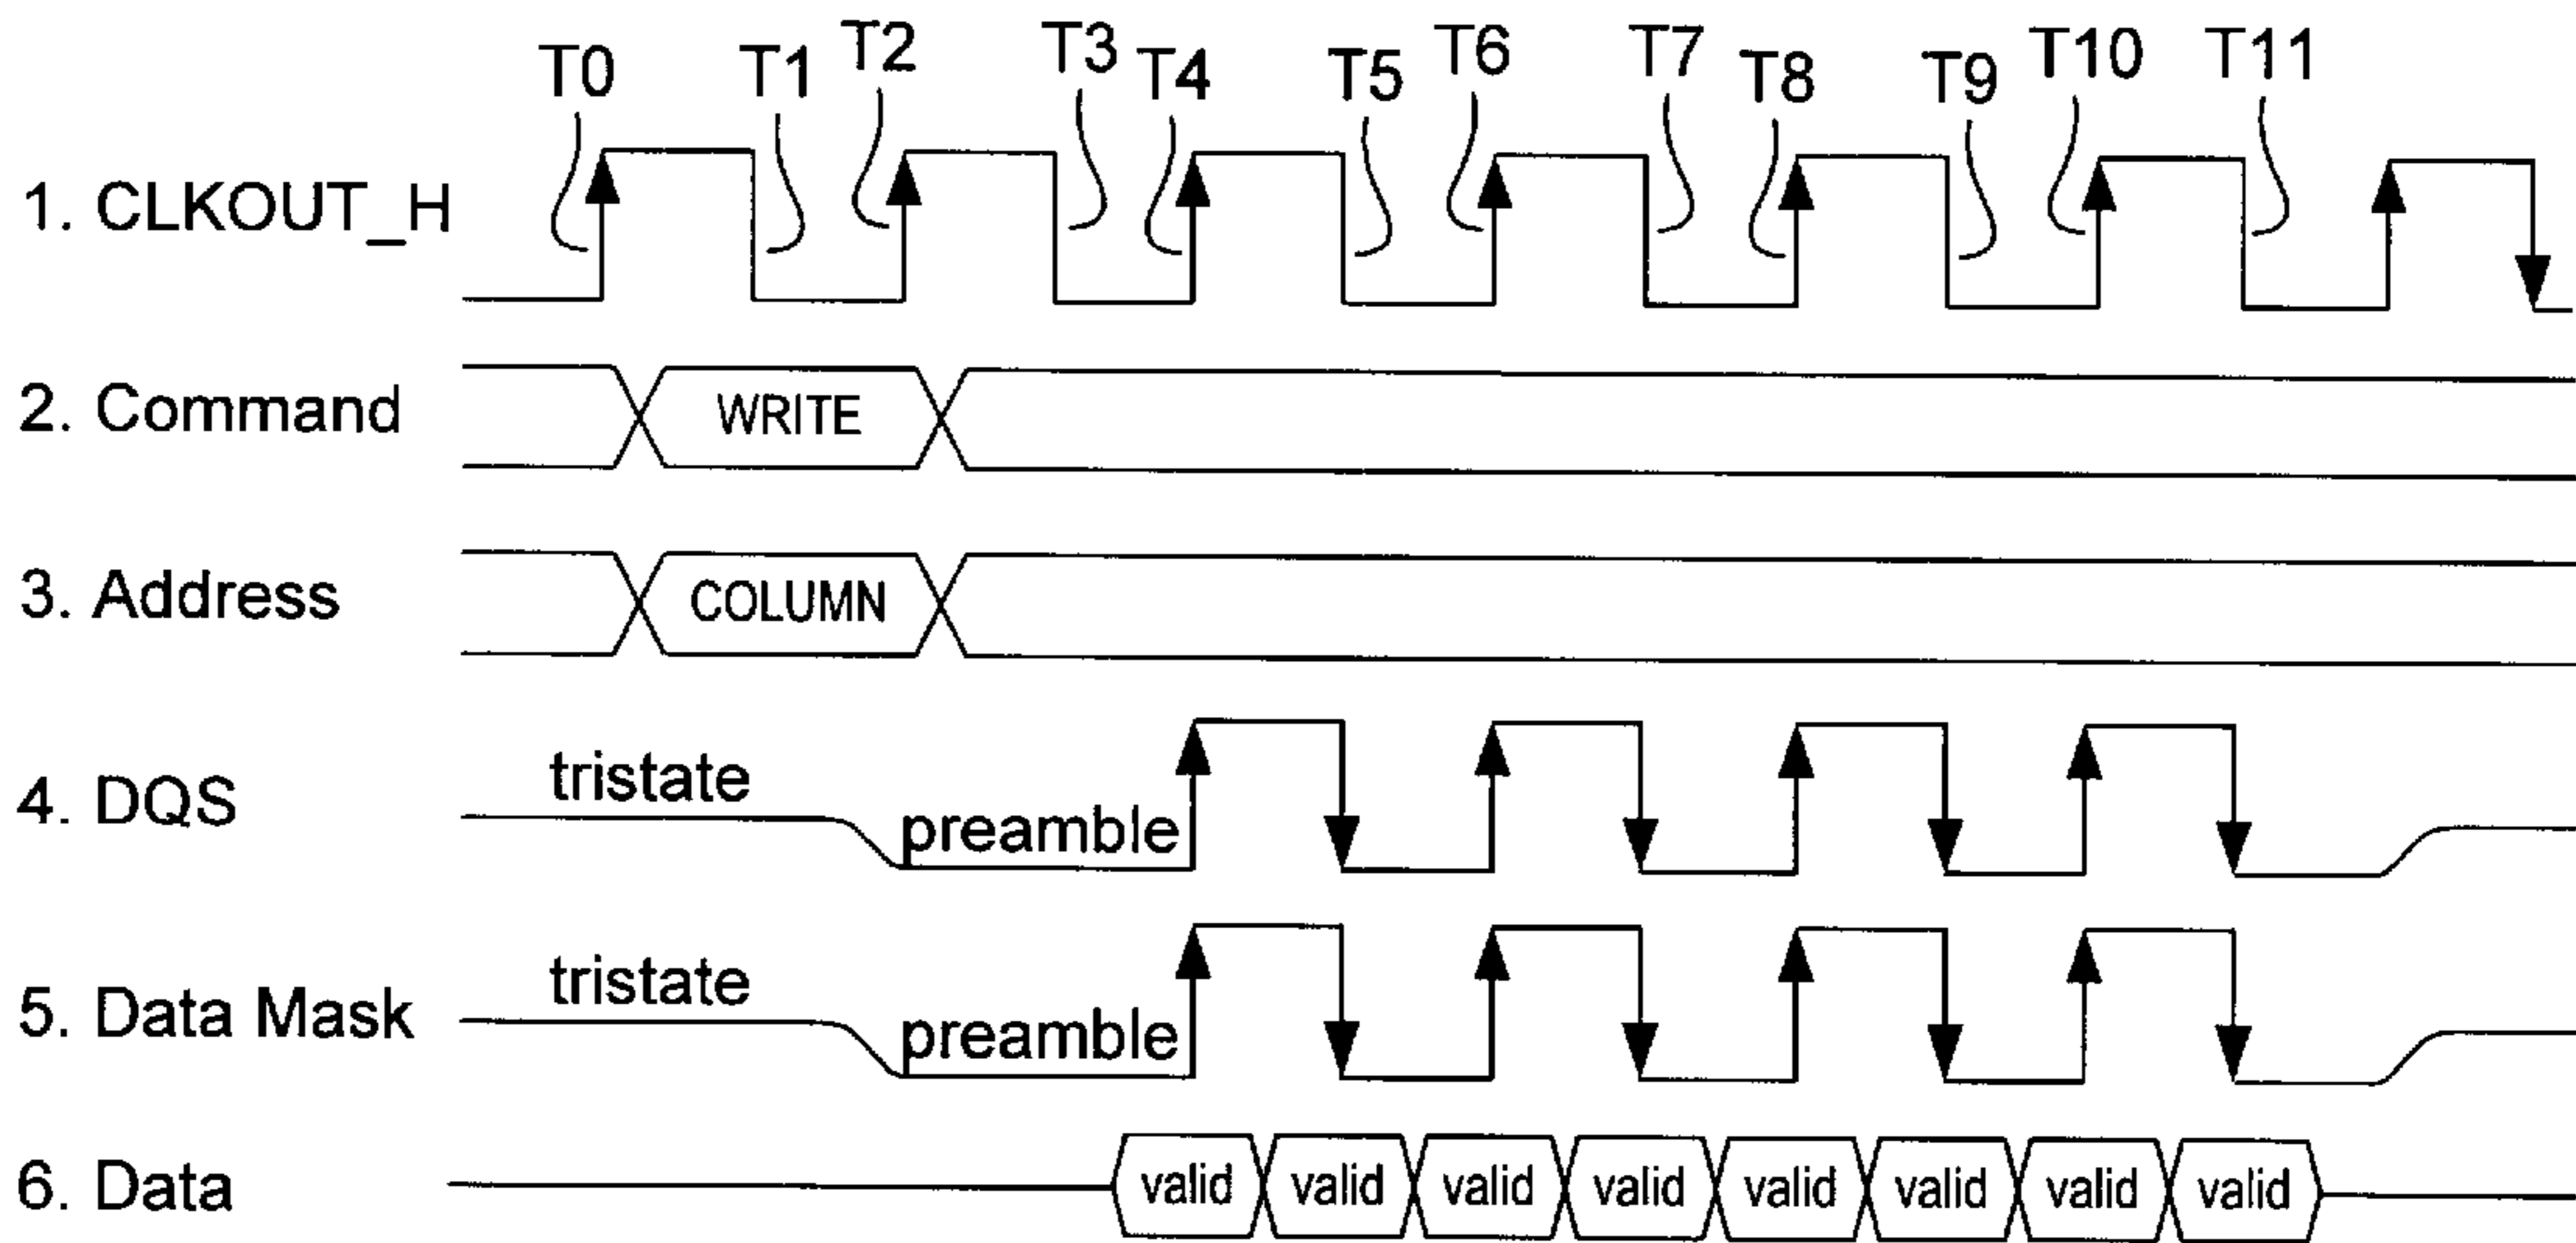 T0 T1 T2 T3 T4 T5 T6 T7 T8 T9 T10 T11
1. CLKOUT_H
2. Command WRITE
3. Address COLUMN
tristate
4. DQS preamble
tristate
5. Data Mask preamble
6. Data valid valid valid valid valid valid valid valid